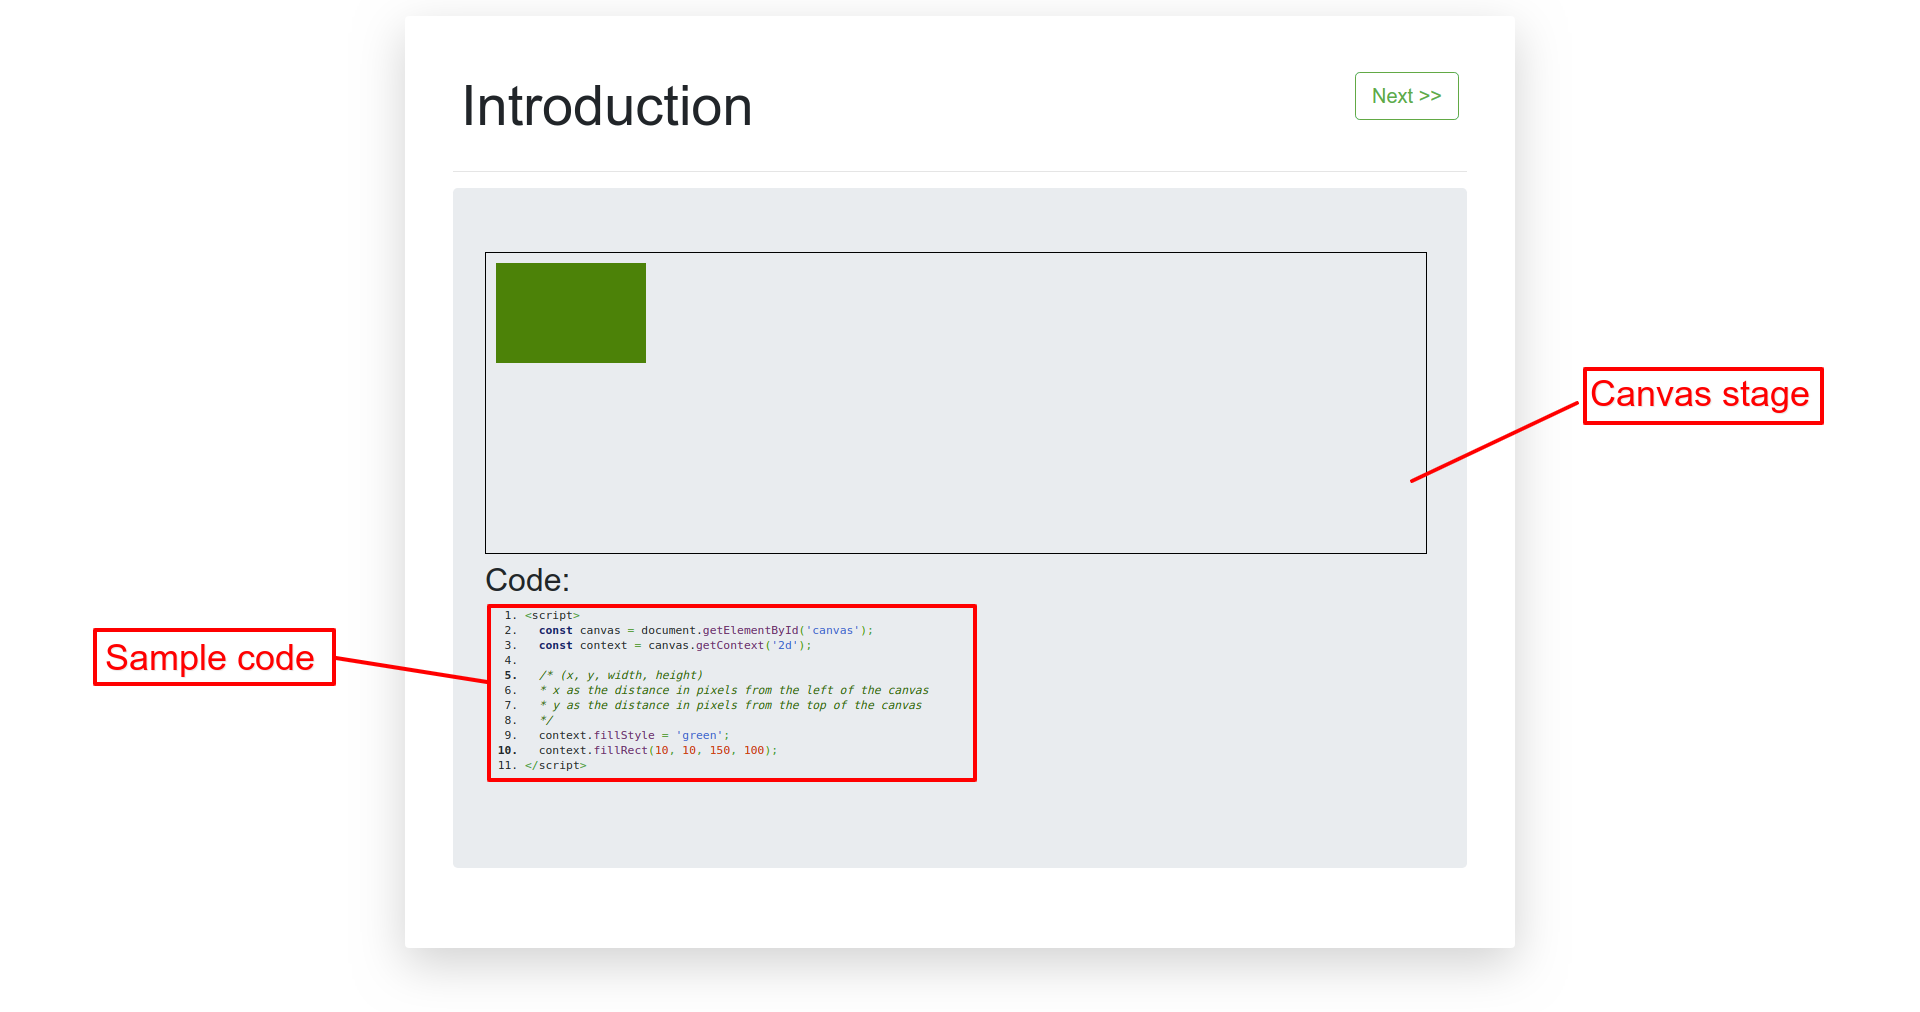 Introduction
Next >>
Canvas stage
Code:
Sample code
1. <script>
2. const canvas = document.getElementById('canvas');
3. const context = canvas.getContext('2d');
4.
5. /* (x, y, width, height)
6. * x as the distance in pixels from the left of the canvas
7. * y as the distance in pixels from the top of the canvas
8. */
9. context.fillStyle = 'green';
10. context.fillRect(10, 10, 150, 100);
11. </script>